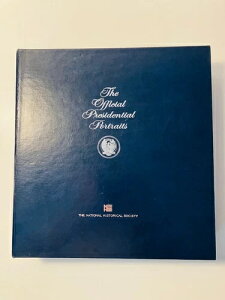 The
Official
Presidential
Portraits
THE NATIONAL HISTORICAL SOCIETY